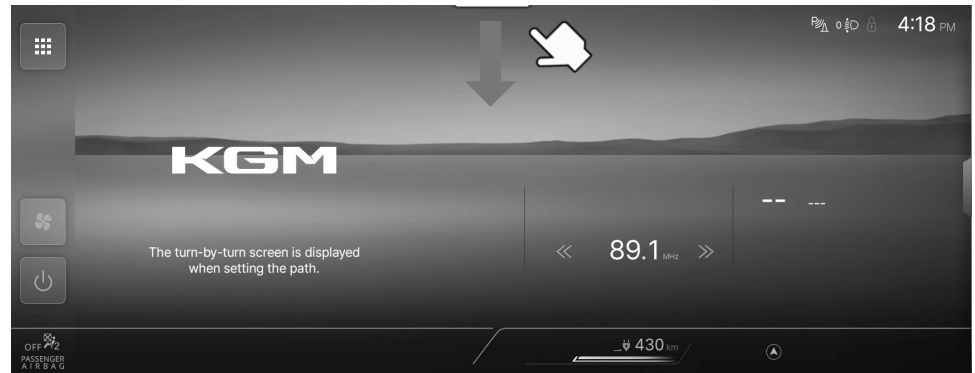 4:18 PM
KGM
-- ---
The turn-by-turn screen is displayed
when setting the path.
89.1 MHz
OFF 2
PASSENGER
AIRBAG
430 km